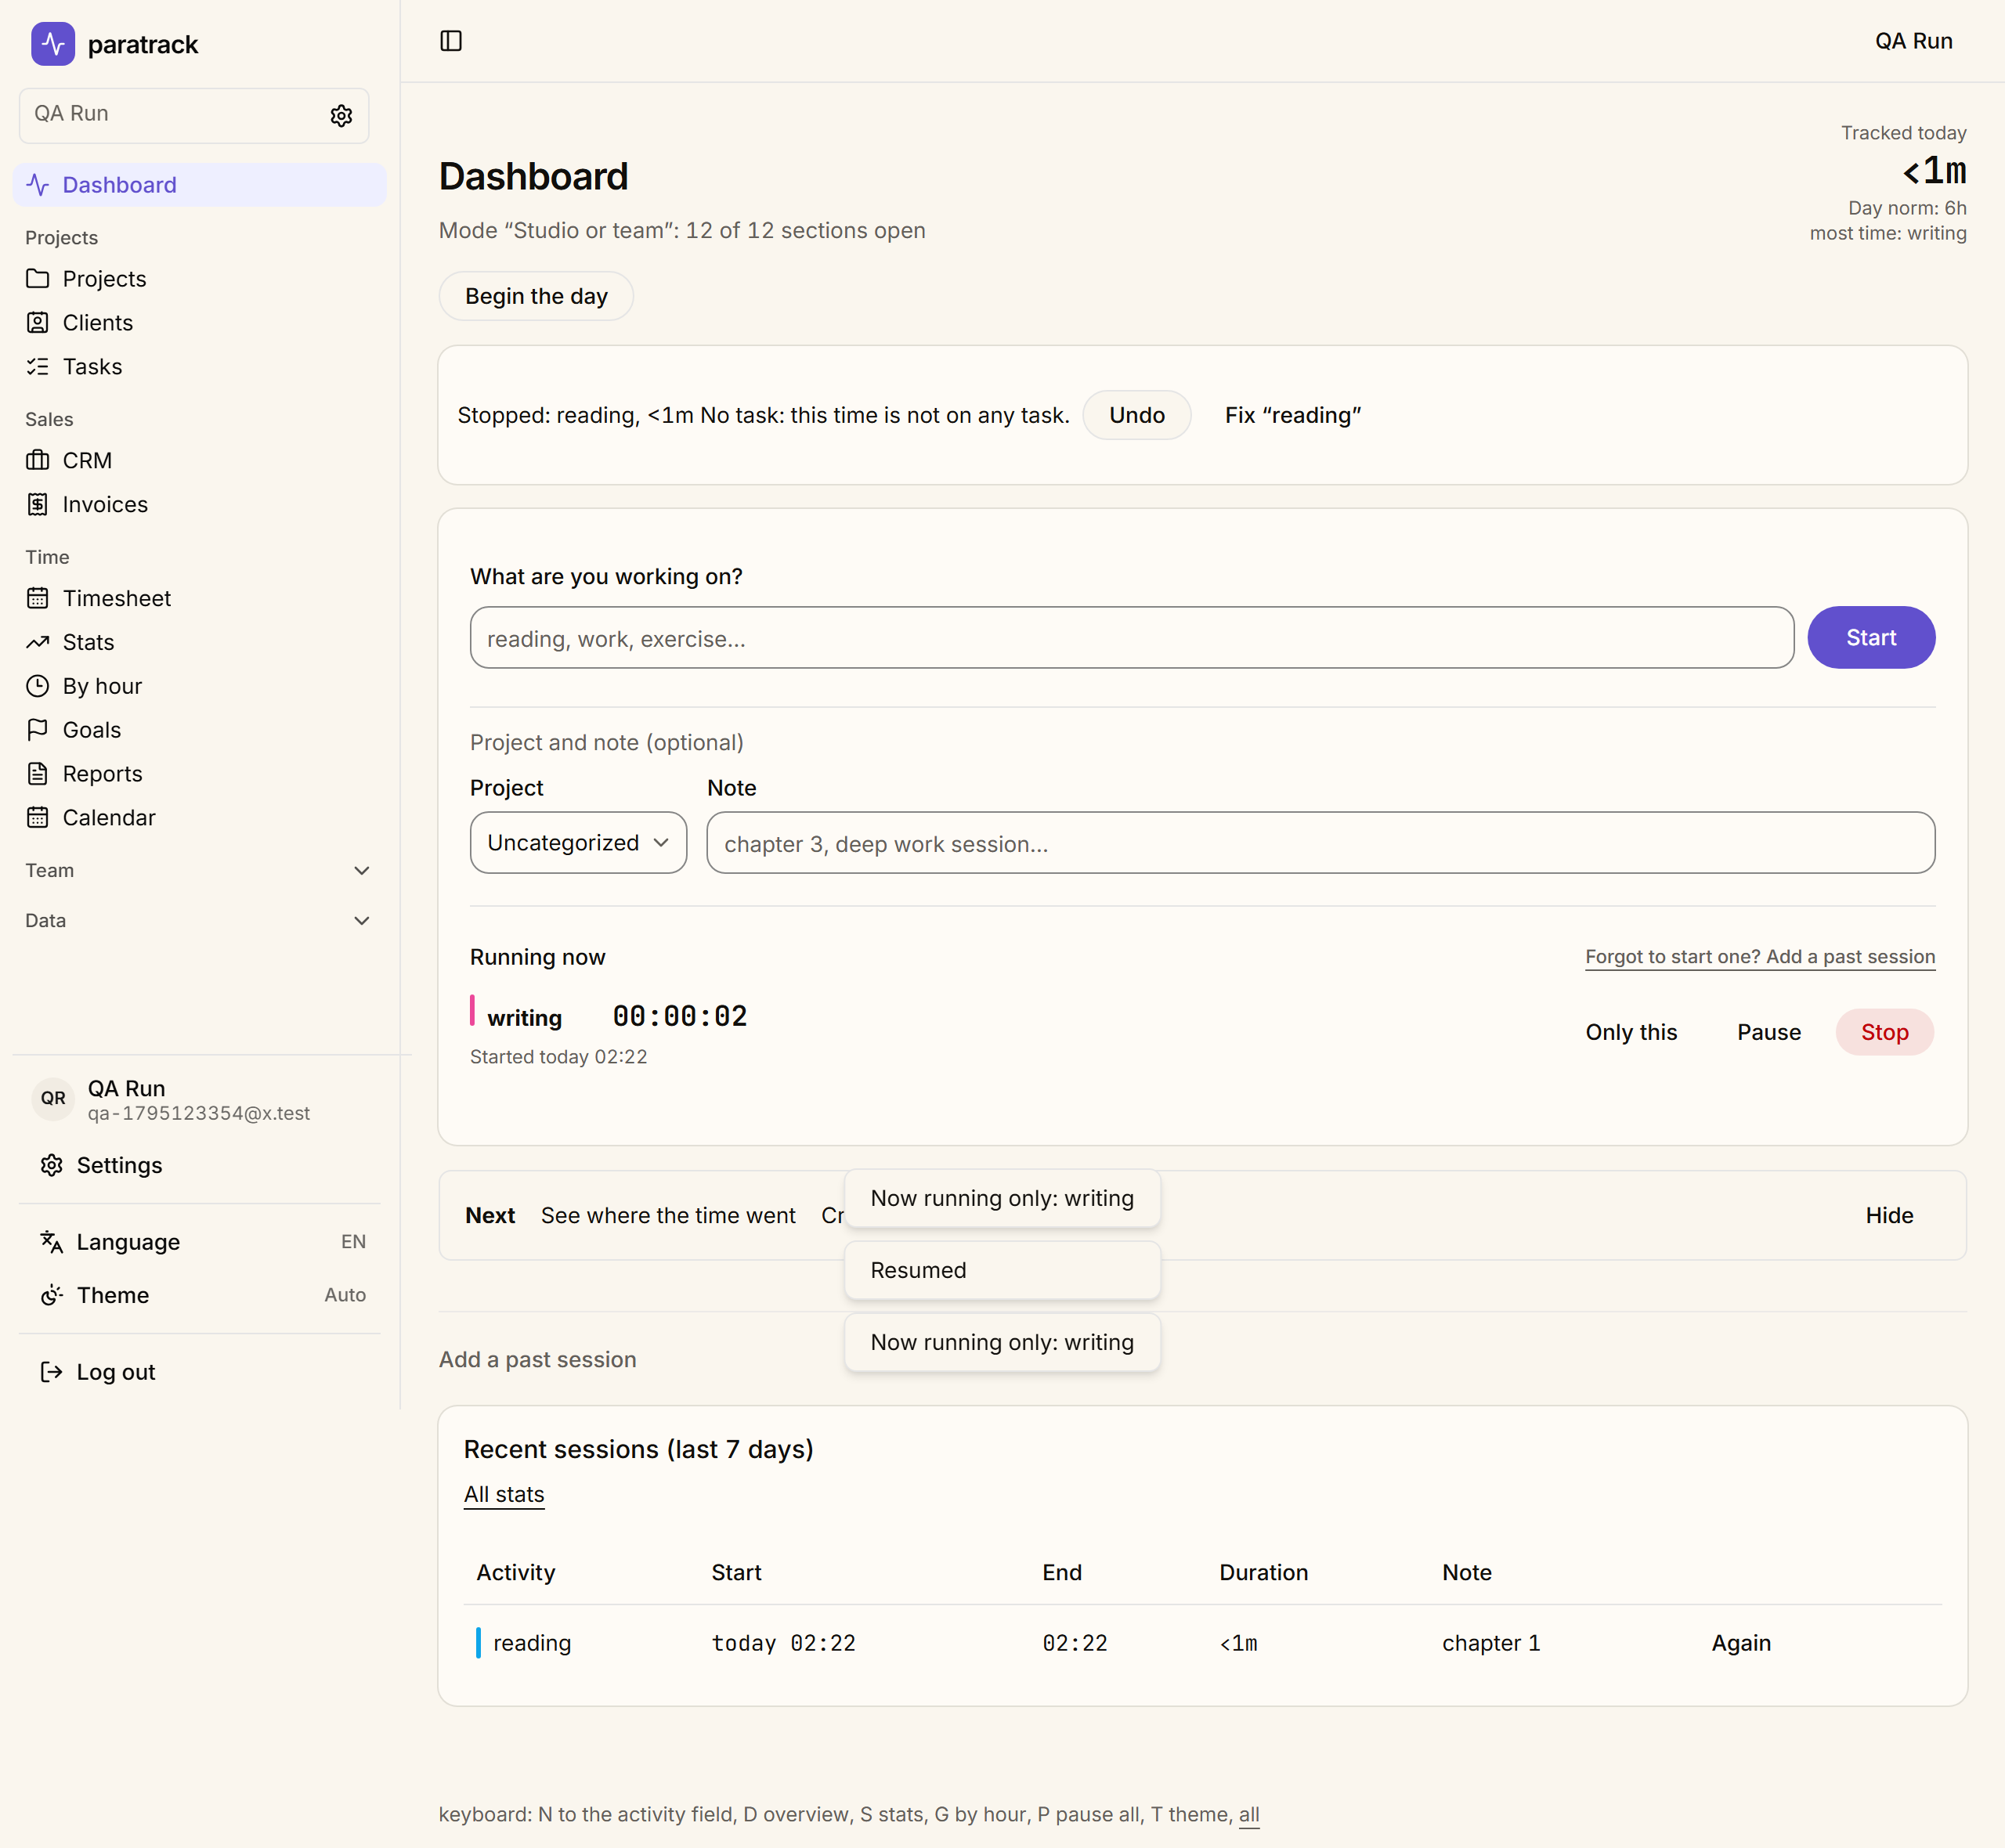 paratrack
QA Run
Dashboard
Projects
Projects
Clients
Tasks
Sales
CRM
Invoices
Time
Timesheet
Stats
By hour
Goals
Reports
Calendar
Team
Data
QR
QA Run
qa-1795123354@x.test
Settings
Language EN
Theme Auto
Log out
QA Run
Dashboard
Mode “Studio or team”: 12 of 12 sections open
Tracked today
<1m
Day norm: 6h
most time: writing
Begin the day
Stopped: reading, <1m No task: this time is not on any task. Undo Fix “reading”
What are you working on?
reading, work, exercise... Start
Project and note (optional)
Project Note
Uncategorized chapter 3, deep work session...
Running now Forgot to start one? Add a past session
writing 00:00:02
Started today 02:22
Only this Pause Stop
Next See where the time went Hide
Now running only: writing
Resumed
Now running only: writing
Add a past session
Recent sessions (last 7 days)
All stats
Activity Start End Duration Note
reading today 02:22 02:22 <1m chapter 1 Again
keyboard: N to the activity field, D overview, S stats, G by hour, P pause all, T theme, all